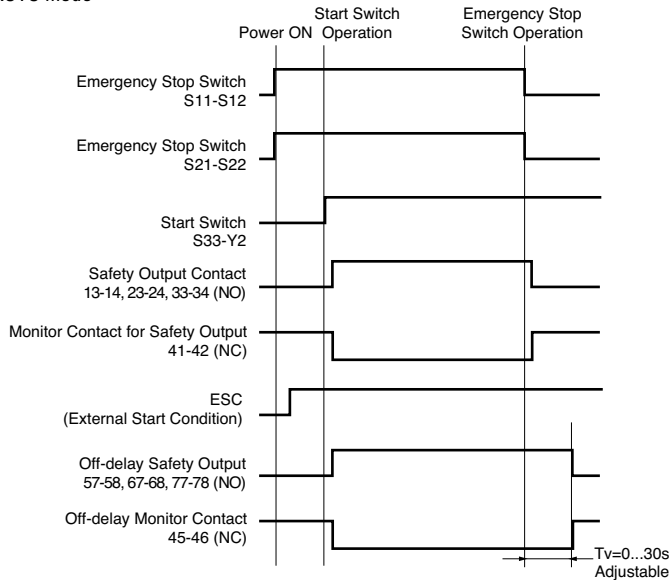 Start Switch
Operation
Emergency Stop
Switch Operation
Power ON
Emergency Stop Switch
S11-S12
Emergency Stop Switch
S21-S22
Start Switch
S33-Y2
Safety Output Contact
13-14, 23-24, 33-34 (NO)
Monitor Contact for Safety Output
41-42 (NC)
ESC
(External Start Condition)
Off-delay Safety Output
57-58, 67-68, 77-78 (NO)
Off-delay Monitor Contact
45-46 (NC)
Tv=0...30s
Adjustable